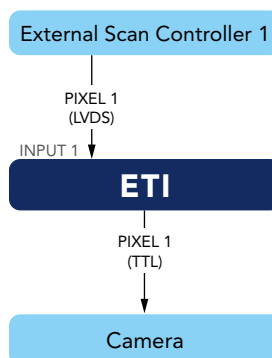 External Scan Controller 1
PIXEL 1
(LVDS)
INPUT 1
ETI
PIXEL 1
(TTL)
Camera